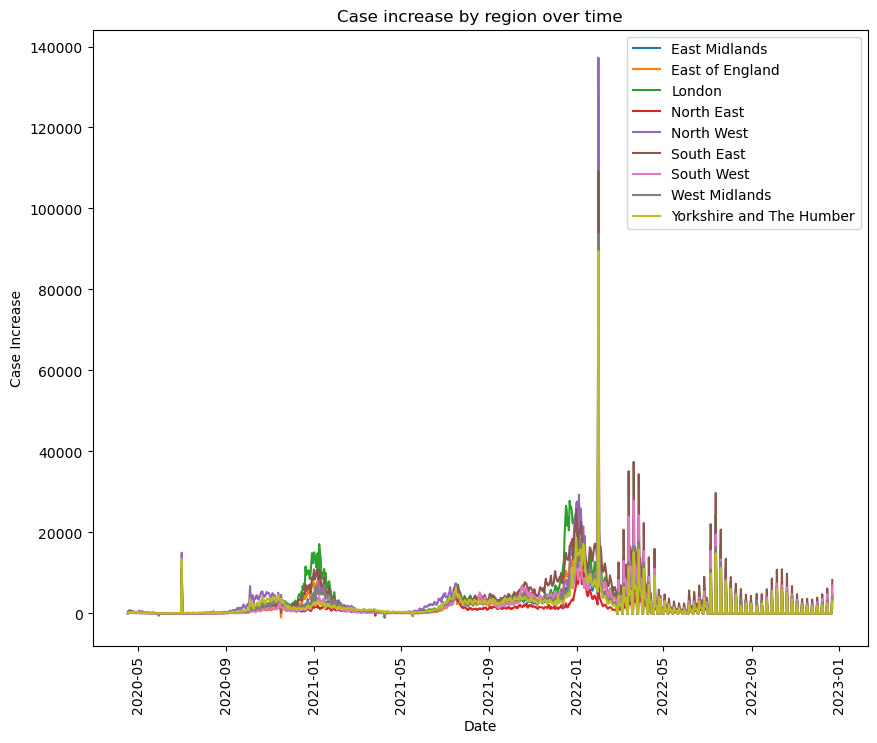 Case increase by region over time
140000
120000
100000
80000
60000
40000
20000
0
Case Increase
East Midlands
East of England
London
North East
North West
South East
South West
West Midlands
Yorkshire and The Humber
2020-05
2020-09
2021-01
2021-05
2021-09
2022-01
2022-05
2022-09
2023-01
Date